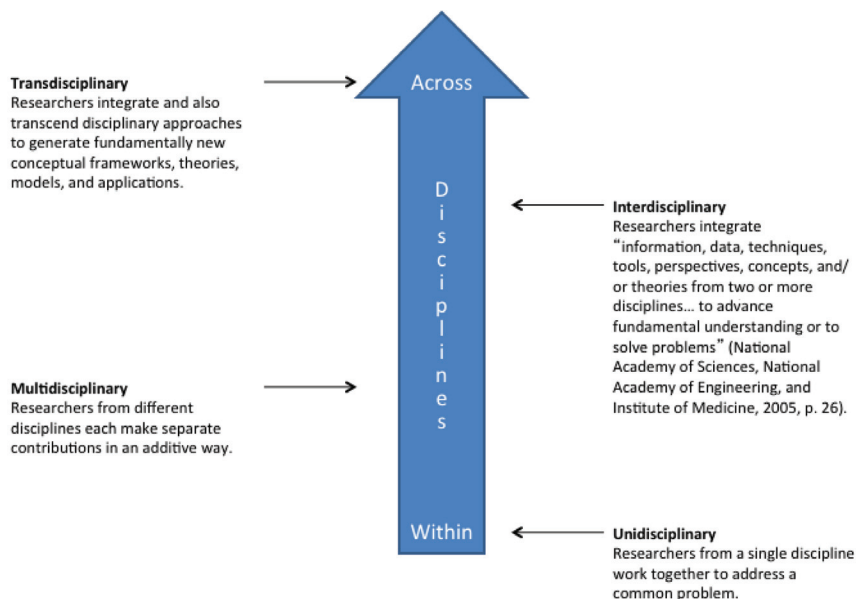 Across
Disciplines
Within
Transdisciplinary
Researchers integrate and also
transcend disciplinary approaches
to generate fundamentally new
conceptual frameworks, theories,
models, and applications.
Interdisciplinary
Researchers integrate
“information, data, techniques,
tools, perspectives, concepts, and/
or theories from two or more
disciplines... to advance
fundamental understanding or to
solve problems” (National
Academy of Sciences, National
Academy of Engineering, and
Institute of Medicine, 2005, p. 26).
Multidisciplinary
Researchers from different
disciplines each make separate
contributions in an additive way.
Unidisciplinary
Researchers from a single discipline
work together to address a
common problem.